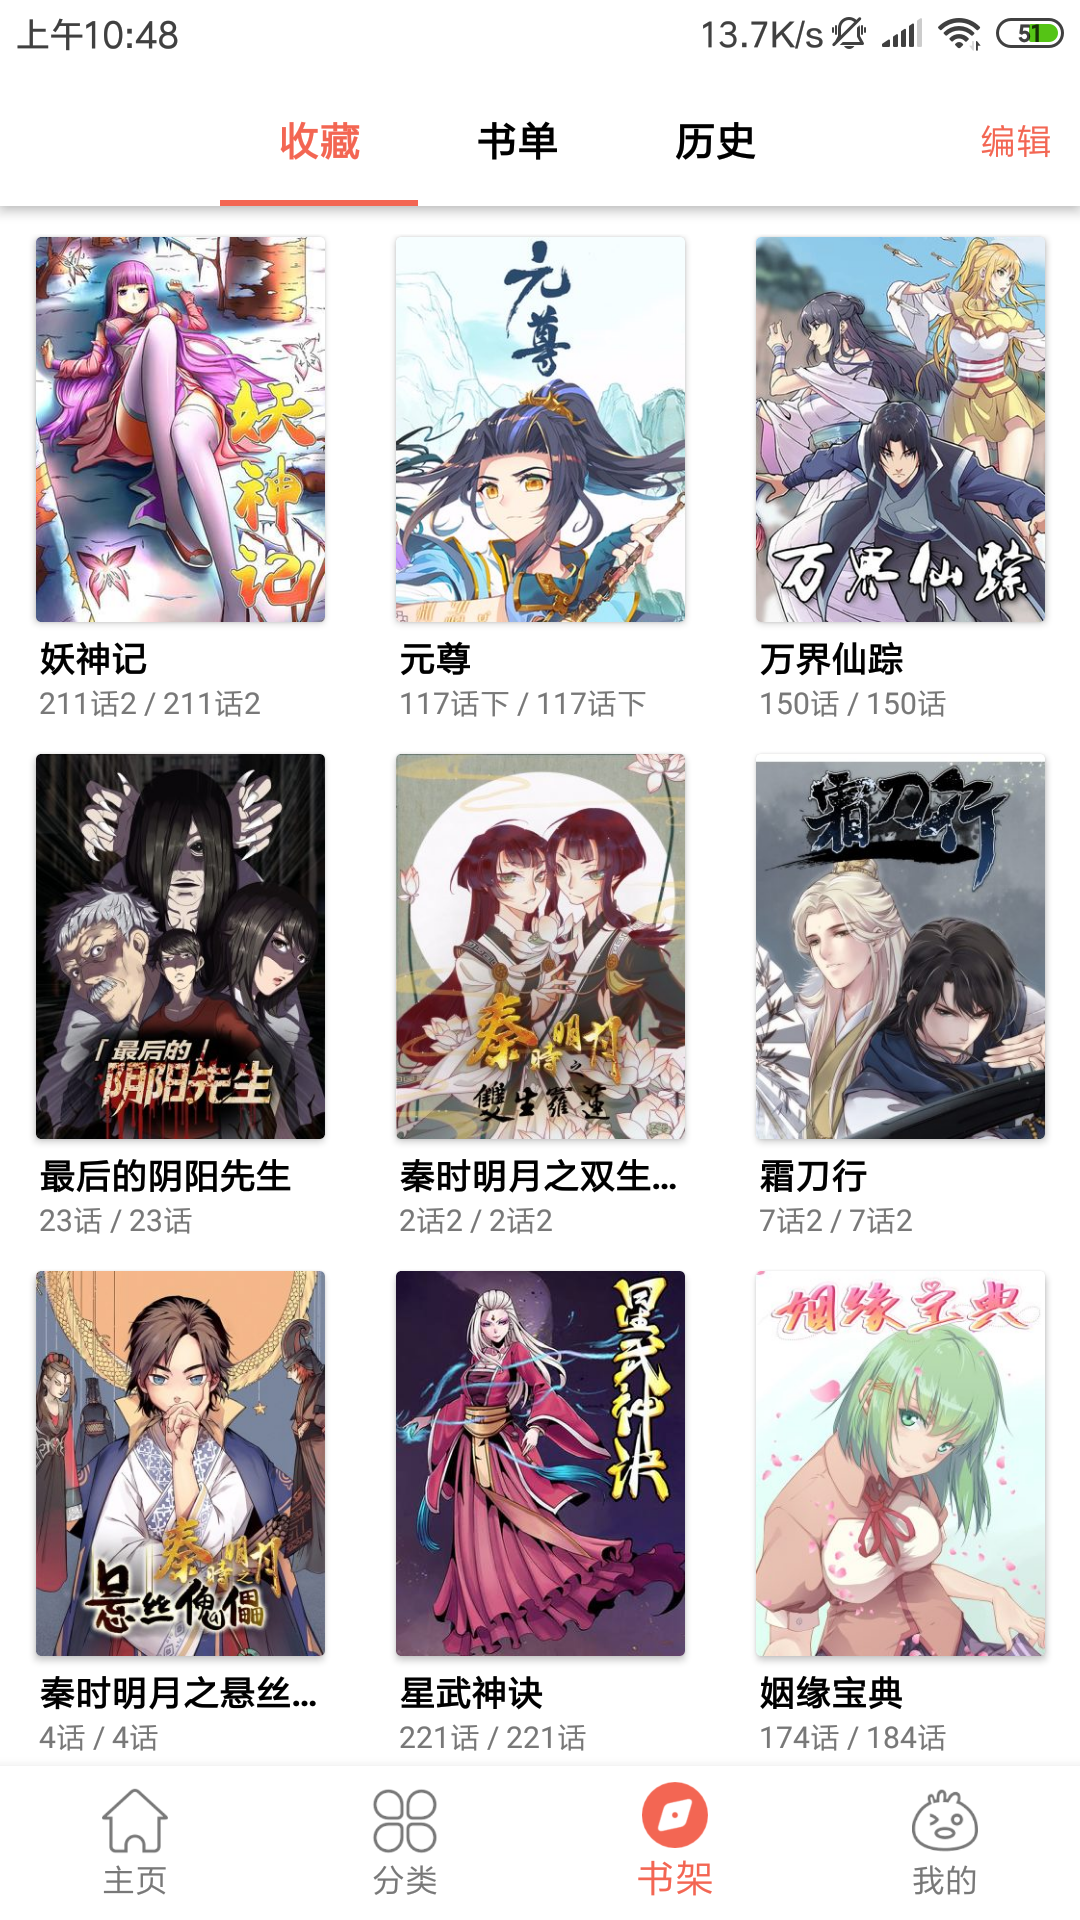 上午10:48
13.7K/s
51
收藏
书单
历史
编辑
妖神记
元尊
万界仙踪
妖神记
211话2 / 211话2
元尊
117话下 / 117话下
万界仙踪
150话 / 150话
「最后的」
阴阳先生
秦時明月之
雙生羅蓮
霜刀行
最后的阴阳先生
23话 / 23话
秦时明月之双生...
2话2 / 2话2
霜刀行
7话2 / 7话2
秦時明月之
悬丝傀儡
星武神诀
姻缘宝典
秦时明月之悬丝...
4话 / 4话
星武神诀
221话 / 221话
姻缘宝典
174话 / 184话
主页
分类
书架
我的